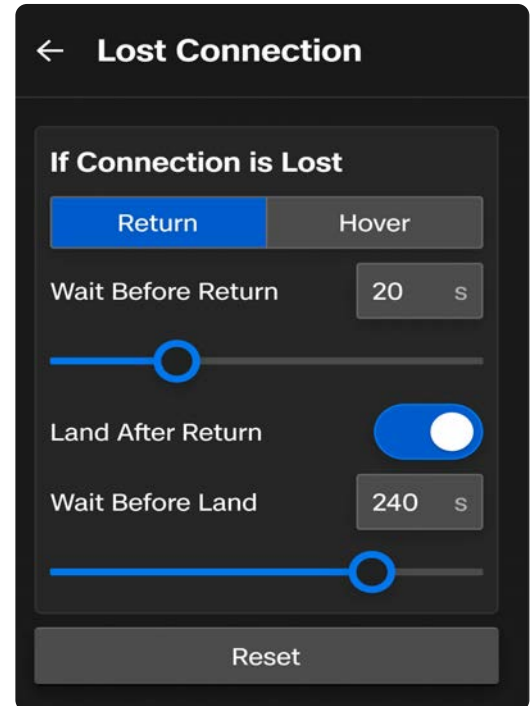 Lost Connection
If Connection is Lost
Return Hover
Wait Before Return 20 s
Land After Return
Wait Before Land 240 s
Reset